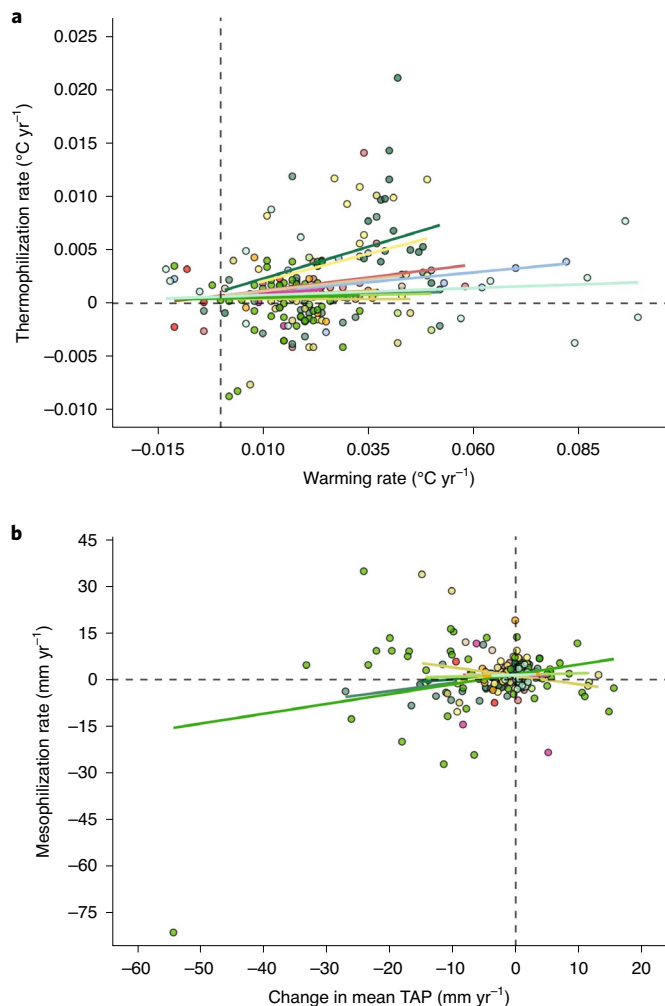 a
0.025
0.020
0.015
0.010
0.005
0
−0.005
−0.010
Thermophilization rate (°C yr⁻¹)
−0.015 0.010 0.035 0.060 0.085
Warming rate (°C yr⁻¹)
b
45
30
15
0
−15
−30
−45
−60
−75
Mesophilization rate (mm yr⁻¹)
−60 −50 −40 −30 −20 −10 0 10 20
Change in mean TAP (mm yr⁻¹)